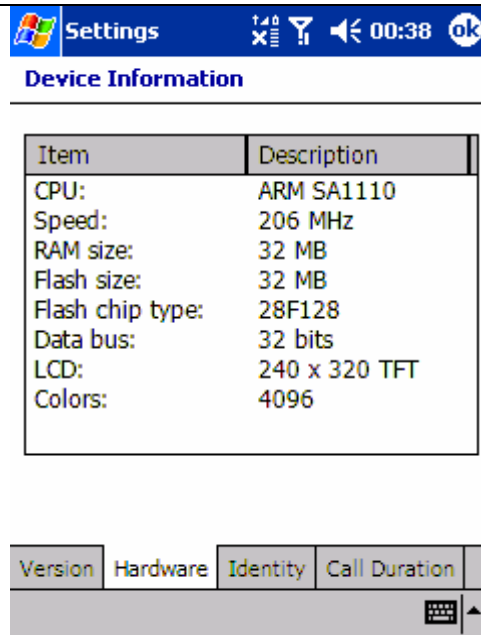 Settings 00:38 ok
Device Information
Item Description
CPU: ARM SA1110
Speed: 206 MHz
RAM size: 32 MB
Flash size: 32 MB
Flash chip type: 28F128
Data bus: 32 bits
LCD: 240 x 320 TFT
Colors: 4096
Version Hardware Identity Call Duration